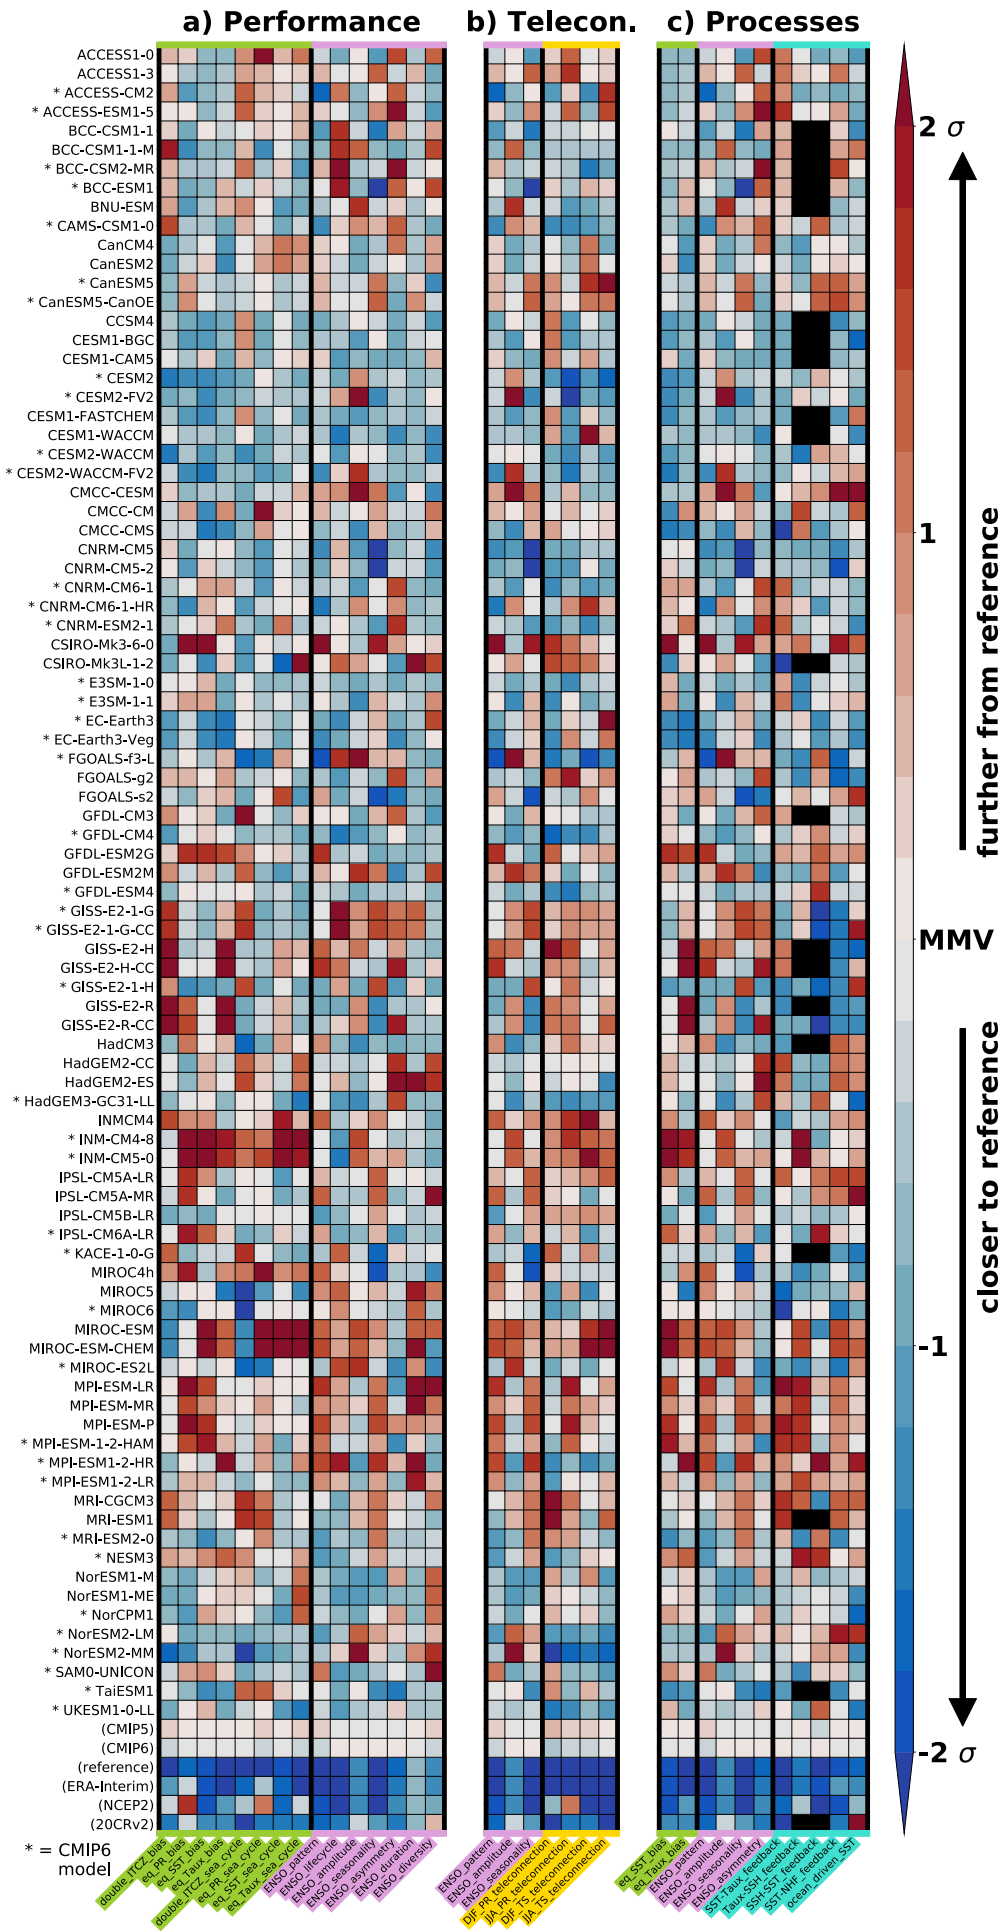 a) Performance
b) Telecon.
c) Processes
ACCESS1-0
ACCESS1-3
* ACCESS-CM2
* ACCESS-ESM1-5
BCC-CSM1-1
BCC-CSM1-1-M
* BCC-CSM2-MR
* BCC-ESM1
BNU-ESM
* CAMS-CSM1-0
CanCM4
CanESM2
* CanESM5
* CanESM5-CanOE
CCSM4
CESM1-BGC
CESM1-CAM5
* CESM2
* CESM2-FV2
CESM1-FASTCHEM
CESM1-WACCM
* CESM2-WACCM
* CESM2-WACCM-FV2
CMCC-CESM
CMCC-CM
CMCC-CMS
CNRM-CM5
CNRM-CM5-2
* CNRM-CM6-1
* CNRM-CM6-1-HR
* CNRM-ESM2-1
CSIRO-Mk3-6-0
CSIRO-Mk3L-1-2
* E3SM-1-0
* E3SM-1-1
* EC-Earth3
* EC-Earth3-Veg
* FGOALS-f3-L
FGOALS-g2
FGOALS-s2
GFDL-CM3
* GFDL-CM4
GFDL-ESM2G
GFDL-ESM2M
* GFDL-ESM4
* GISS-E2-1-G
* GISS-E2-1-G-CC
GISS-E2-H
GISS-E2-H-CC
* GISS-E2-1-H
GISS-E2-R
GISS-E2-R-CC
HadCM3
HadGEM2-CC
HadGEM2-ES
* HadGEM3-GC31-LL
INMCM4
* INM-CM4-8
* INM-CM5-0
IPSL-CM5A-LR
IPSL-CM5A-MR
IPSL-CM5B-LR
* IPSL-CM6A-LR
* KACE-1-0-G
MIROC4h
MIROC5
* MIROC6
MIROC-ESM
MIROC-ESM-CHEM
* MIROC-ES2L
MPI-ESM-LR
MPI-ESM-MR
MPI-ESM-P
* MPI-ESM-1-2-HAM
* MPI-ESM1-2-HR
* MPI-ESM1-2-LR
MRI-CGCM3
MRI-ESM1
* MRI-ESM2-0
* NESM3
NorESM1-M
NorESM1-ME
* NorCPM1
* NorESM2-LM
* NorESM2-MM
* SAM0-UNICON
* TaiESM1
* UKESM1-0-LL
(CMIP5)
(CMIP6)
(reference)
(ERA-Interim)
(NCEP2)
(20CRv2)
* = CMIP6
model
double_ITCZ_bias
eq_PR_bias
eq_SST_bias
eq_Taux_bias
double_ITCZ_sea_cycle
eq_PR_sea_cycle
eq_SST_sea_cycle
eq_Taux_sea_cycle
ENSO_pattern
ENSO_lifecycle
ENSO_amplitude
ENSO_seasonality
ENSO_asymmetry
ENSO_duration
ENSO_diversity
ENSO_pattern
ENSO_amplitude
ENSO_seasonality
DJF_PR_teleconnection
JJA_PR_teleconnection
DJF_TS_teleconnection
JJA_TS_teleconnection
eq_SST_bias
eq_Taux_bias
ENSO_pattern
ENSO_amplitude
ENSO_seasonality
ENSO_asymmetry
SST-Taux_feedback
Taux-SSH_feedback
SSH-SST_feedback
SST-NHF_feedback
ocean_driven_SST
2 σ
1
MMV
-1
-2 σ
further from reference
closer to reference